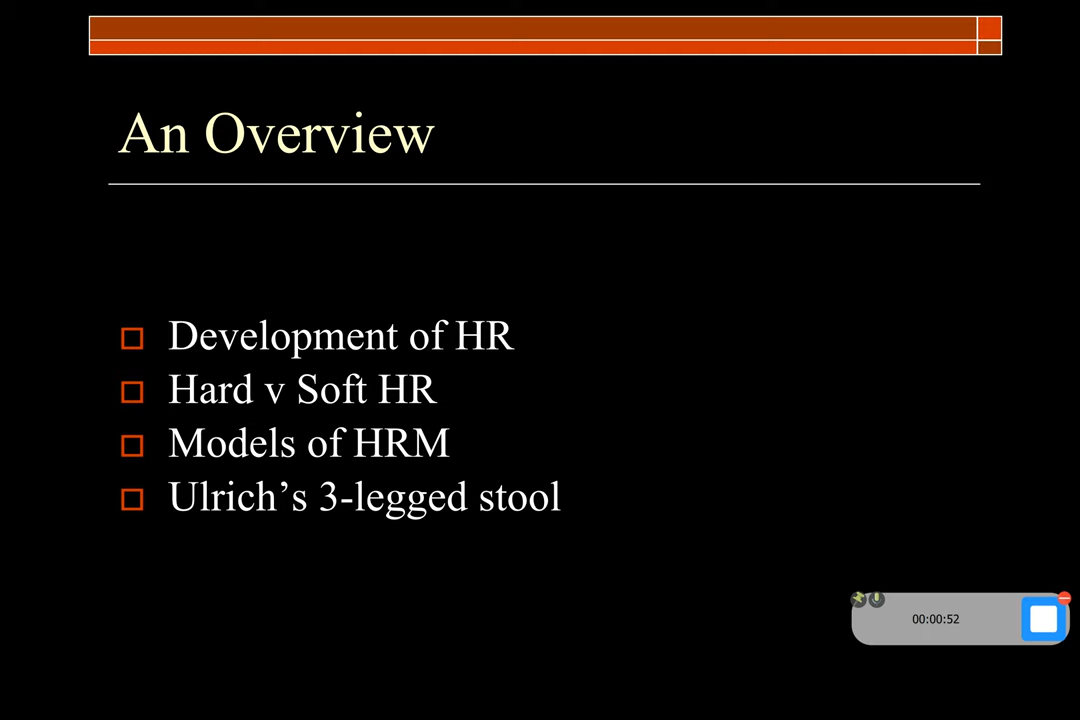 An Overview
Development of HR
Hard v Soft HR
Models of HRM
Ulrich’s 3-legged stool
00:00:52